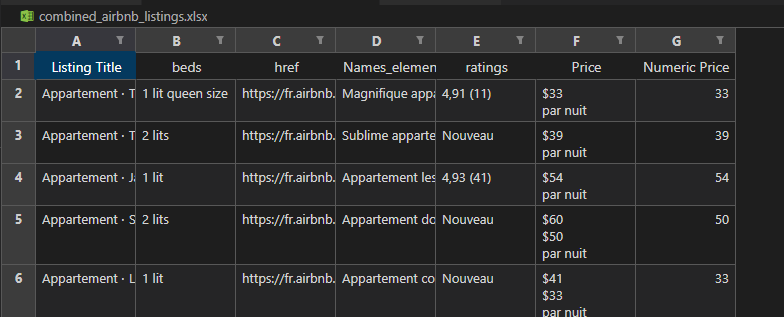 combined_airbnb_listings.xlsx
A B C D E F G
1 Listing Title beds href Names_elemen ratings Price Numeric Price
2 Appartement · T 1 lit queen size https://fr.airbnb. Magnifique appa 4,91 (11) $33 33
par nuit
3 Appartement · T 2 lits https://fr.airbnb. Sublime apparte Nouveau $39 39
par nuit
4 Appartement · Ja 1 lit https://fr.airbnb. Appartement les 4,93 (41) $54 54
par nuit
5 Appartement · S 2 lits https://fr.airbnb. Appartement do Nouveau $60 50
$50
par nuit
6 Appartement · L 1 lit https://fr.airbnb. Appartement co Nouveau $41 33
$33
par nuit